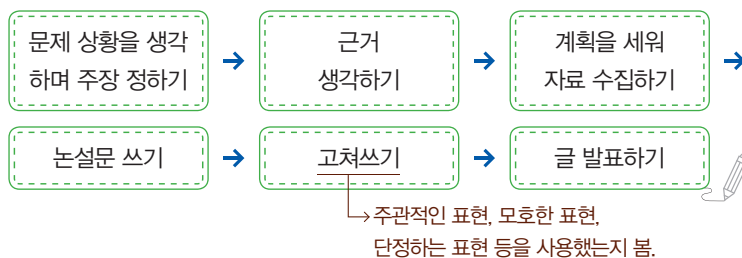 문제 상황을 생각
하며 주장 정하기
근거
생각하기
계획을 세워
자료 수집하기
논설문 쓰기
고쳐쓰기
글 발표하기
주관적인 표현, 모호한 표현,
단정하는 표현 등을 사용했는지 봄.